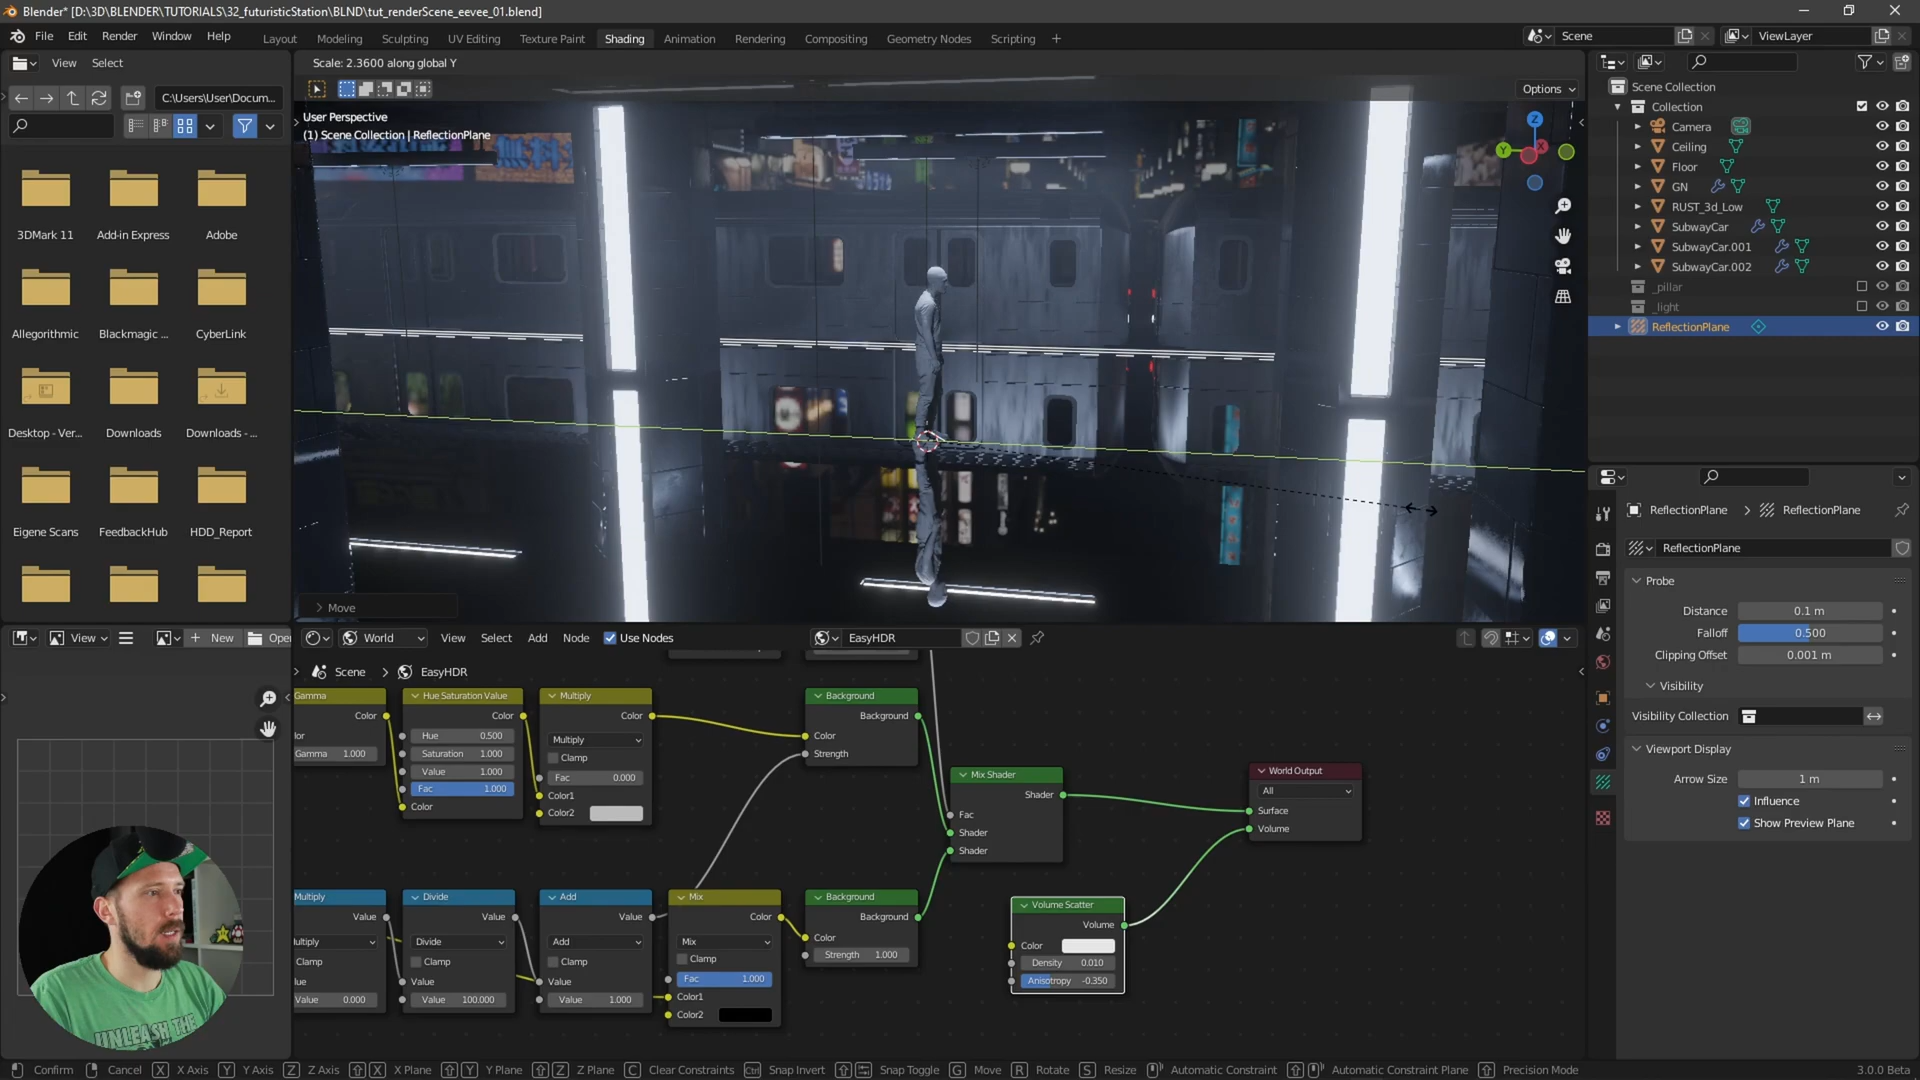 Blender* [D:\3D\BLENDER\TUTORIALS\32_futuristicStation\BLND\tut_renderScene_eevee_01.blend]
File Edit Render Window Help
Layout Modeling Sculpting UV Editing Texture Paint Shading Animation Rendering Compositing Geometry Nodes Scripting +
Scene
ViewLayer
View Select
C:\Users\User\Docum...
3DMark 11 Add-in Express Adobe
Allegorithmic Blackmagic ... CyberLink
Desktop - Ver... Downloads Downloads - ...
Eigene Scans FeedbackHub HDD_Report
Scale: 2.3600 along global Y
Options
User Perspective
(1) Scene Collection | ReflectionPlane
Z
Y
X
無料
Move
Scene Collection
Collection
Camera
Ceiling
Floor
GN
RUST_3d_Low
SubwayCar
SubwayCar.001
SubwayCar.002
_pillar
_light
ReflectionPlane
ReflectionPlane > ReflectionPlane
ReflectionPlane
Probe
Distance 0.1 m
Falloff 0.500
Clipping Offset 0.001 m
Visibility
Visibility Collection
Viewport Display
Arrow Size 1 m
Influence
Show Preview Plane
View
+ New
Open
World
View Select Add Node
Use Nodes
EasyHDR
Scene > EasyHDR
Gamma
Color
lor
Gamma 1.000
Hue Saturation Value
Color
Hue 0.500
Saturation 1.000
Value 1.000
Fac 1.000
Color
Multiply
Color
Multiply
Clamp
Fac 0.000
Color1
Color2
Background
Background
Color
Strength
Mix Shader
Shader
Fac
Shader
Shader
World Output
All
Surface
Volume
Multiply
Value
ultiply
Clamp
lue
Value 0.000
Divide
Value
Divide
Clamp
Value
Value 100.000
Add
Value
Add
Clamp
Value
Value 1.000
Mix
Color
Mix
Clamp
Fac 1.000
Color1
Color2
Background
Background
Color
Strength 1.000
Volume Scatter
Volume
Color
Density 0.010
Anisotropy -0.350
UNLEASH THE
Confirm Cancel X X Axis Y Y Axis Z Z Axis X X Plane Y Y Plane Z Z Plane C Clear Constraints Ctrl Snap Invert Snap Toggle G Move R Rotate S Resize Automatic Constraint Automatic Constraint Plane Precision Mode
3.0.0 Beta